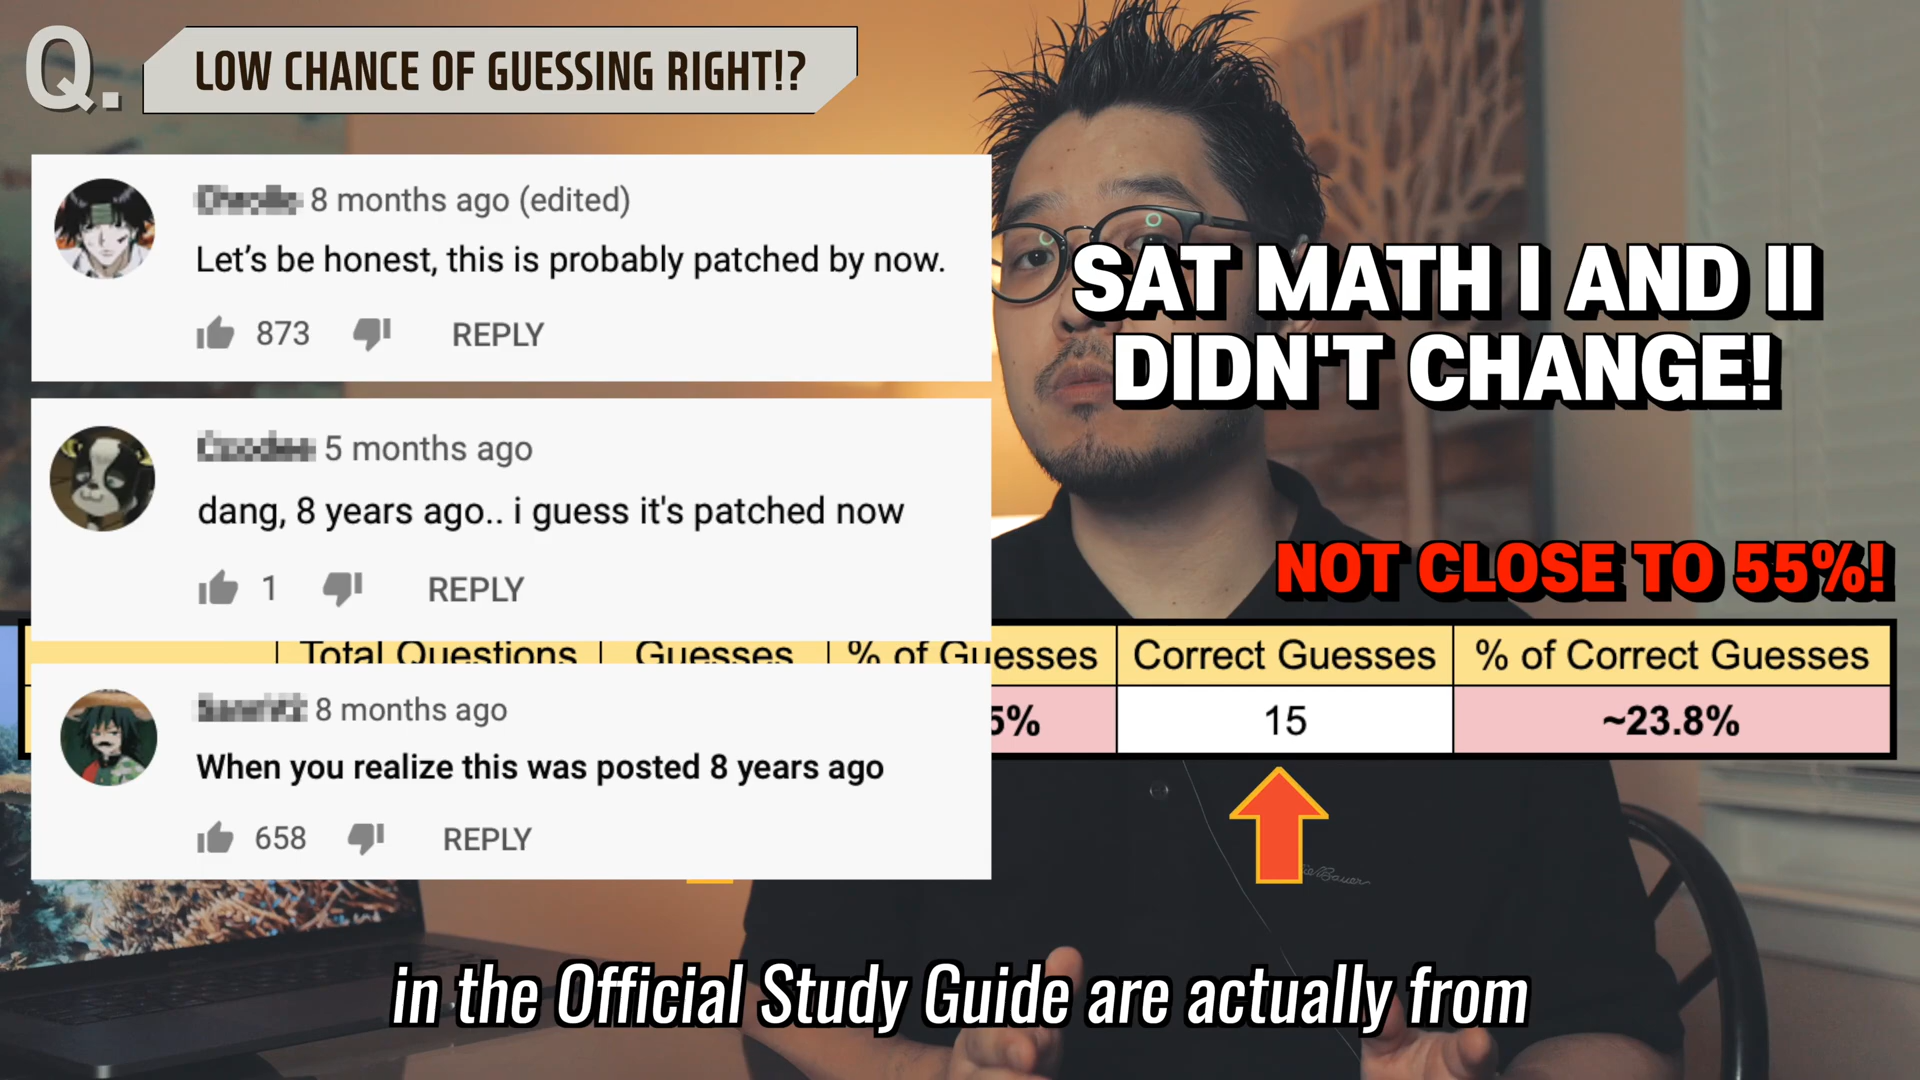 Q. LOW CHANCE OF GUESSING RIGHT!?
8 months ago (edited)
Let's be honest, this is probably patched by now.
873 REPLY
5 months ago
dang, 8 years ago.. i guess it's patched now
1 REPLY
8 months ago
When you realize this was posted 8 years ago
658 REPLY
SAT MATH I AND II
DIDN'T CHANGE!
NOT CLOSE TO 55%!
Total Questions Guesses % of Guesses Correct Guesses % of Correct Guesses
5% 15 ~23.8%
in the Official Study Guide are actually from